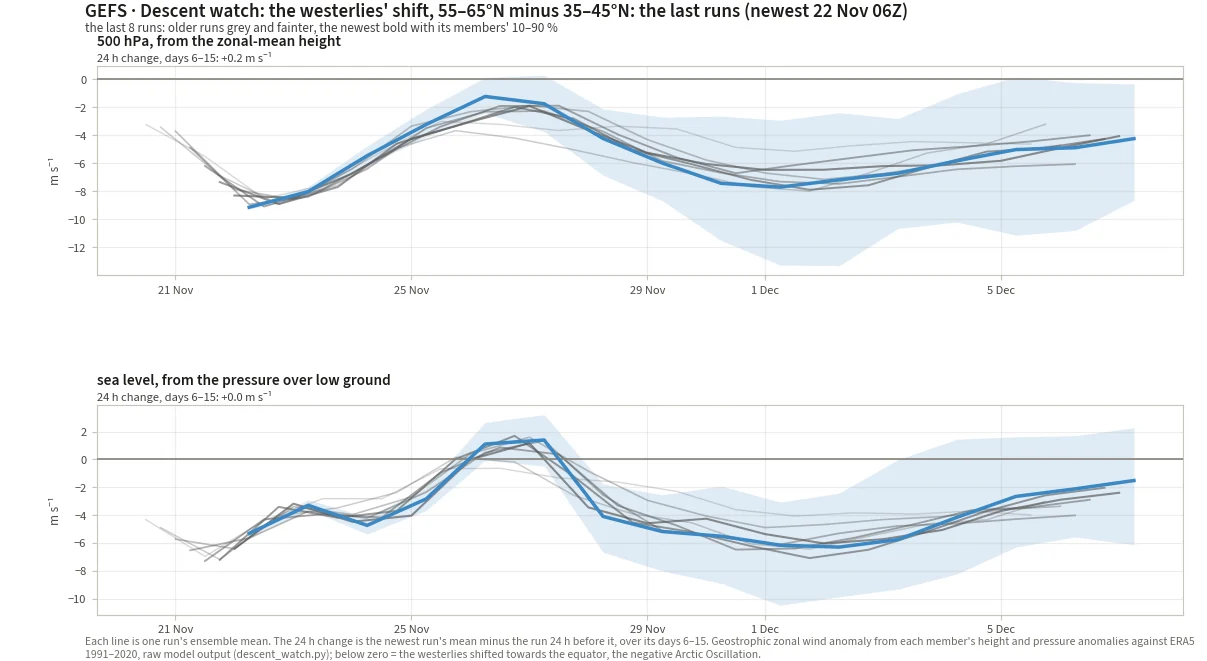 GEFS · Descent watch: the westerlies' shift, 55–65°N minus 35–45°N: the last runs (newest 22 Nov 06Z)
the last 8 runs: older runs grey and fainter, the newest bold with its members' 10–90 %
500 hPa, from the zonal-mean height
24 h change, days 6–15: +0.2 m s⁻¹
0
−2
−4
−6
−8
−10
−12
m s⁻¹
21 Nov 25 Nov 29 Nov 1 Dec 5 Dec
sea level, from the pressure over low ground
24 h change, days 6–15: +0.0 m s⁻¹
2
0
−2
−4
−6
−8
−10
m s⁻¹
21 Nov 25 Nov 29 Nov 1 Dec 5 Dec
Each line is one run's ensemble mean. The 24 h change is the newest run's mean minus the run 24 h before it, over its days 6–15. Geostrophic zonal wind anomaly from each member's height and pressure anomalies against ERA5
1991–2020, raw model output (descent_watch.py); below zero = the westerlies shifted towards the equator, the negative Arctic Oscillation.